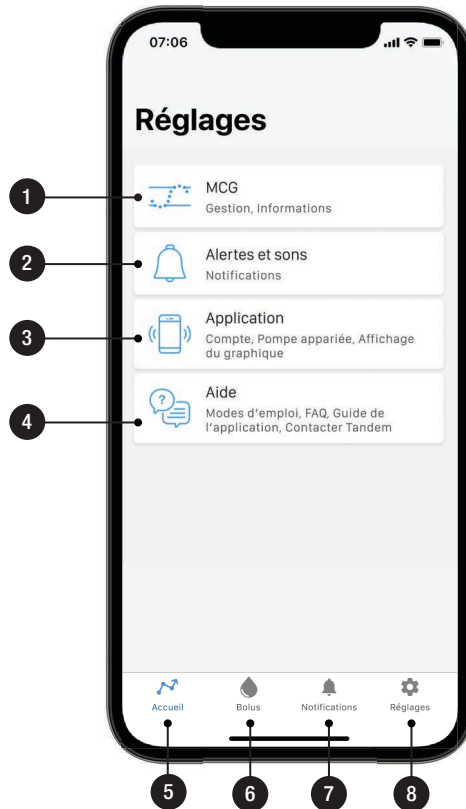 07:06
Réglages
1
MCG
Gestion, Informations
2
Alertes et sons
Notifications
3
Application
Compte, Pompe appariée, Affichage
du graphique
4
Aide
Modes d'emploi, FAQ, Guide de
l'application, Contacter Tandem
Accueil
Bolus
Notifications
Réglages
5
6
7
8